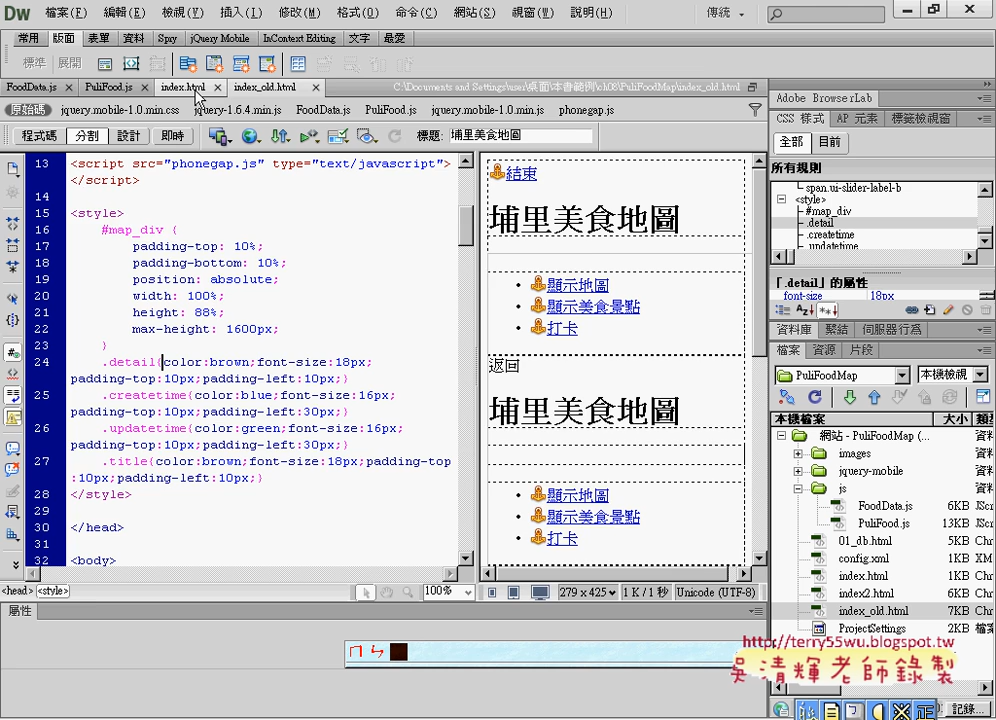 Dw 檔案(F) 編輯(E) 檢視(V) 插入(I) 修改(M) 格式(O) 命令(C) 網站(S) 視窗(W) 說明(H) 傳統
常用 版面 表單 資料 Spry jQuery Mobile InContext Editing 文字 最愛
標準 展開
FoodData.js PuliFood.js index.html index_old.html C:\Documents and Settings\user\桌面\本書範例\ch08\PuliFoodMap\index_old.html
原始碼 jquery.mobile-1.0.min.css jquery-1.6.4.min.js FoodData.js PuliFood.js jquery.mobile-1.0.min.js phonegap.js
程式碼 分割 設計 即時 標題: 埔里美食地圖
13 <script src="phonegap.js" type="text/javascript">
</script>
14
15 <style>
16 #map_div {
17 padding-top: 10%;
18 padding-bottom: 10%;
19 position: absolute;
20 width: 100%;
21 height: 88%;
22 max-height: 1600px;
23 }
24 .detail{color:brown;font-size:18px;
padding-top:10px;padding-left:10px;}
25 .createtime{color:blue;font-size:16px;
padding-top:10px;padding-left:30px;}
26 .updatetime{color:green;font-size:16px;
padding-top:10px;padding-left:30px;}
27 .title{color:brown;font-size:18px;padding-top
:10px;padding-left:10px;}
28 </style>
29
30 </head>
31
32 <body>
結束
埔里美食地圖
顯示地圖
顯示美食景點
打卡
返回
埔里美食地圖
顯示地圖
顯示美食景點
打卡
<head> <style> 100% 279 x 425 1 K / 1 秒 Unicode (UTF-8)
屬性
Adobe BrowserLab
CSS 樣式 AP 元素 標籤檢視窗
全部 目前
所有規則
span.ui-slider-label-b
<style>
#map_div
.detail
.createtime
.updatetime
「.detail」的屬性
font-size 18px
資料庫 繫結 伺服器行為
檔案 資源 片段
PuliFoodMap 本機檢視
本機檔案 大小 類型
網站 - PuliFoodMap (... 資料
images 資料
jquery-mobile 資料
js 資料
FoodData.js 6KB JScr
PuliFood.js 13KB JScr
01_db.html 5KB Chr
config.xml 1KB XM
index.html 1KB Chr
index2.html 6KB Chr
index_old.html 7KB Chr
ProjectSettings 2KB 檔案
ㄇㄣ
http://terry55wu.blogspot.tw
吳清輝老師錄製
正 記錄...